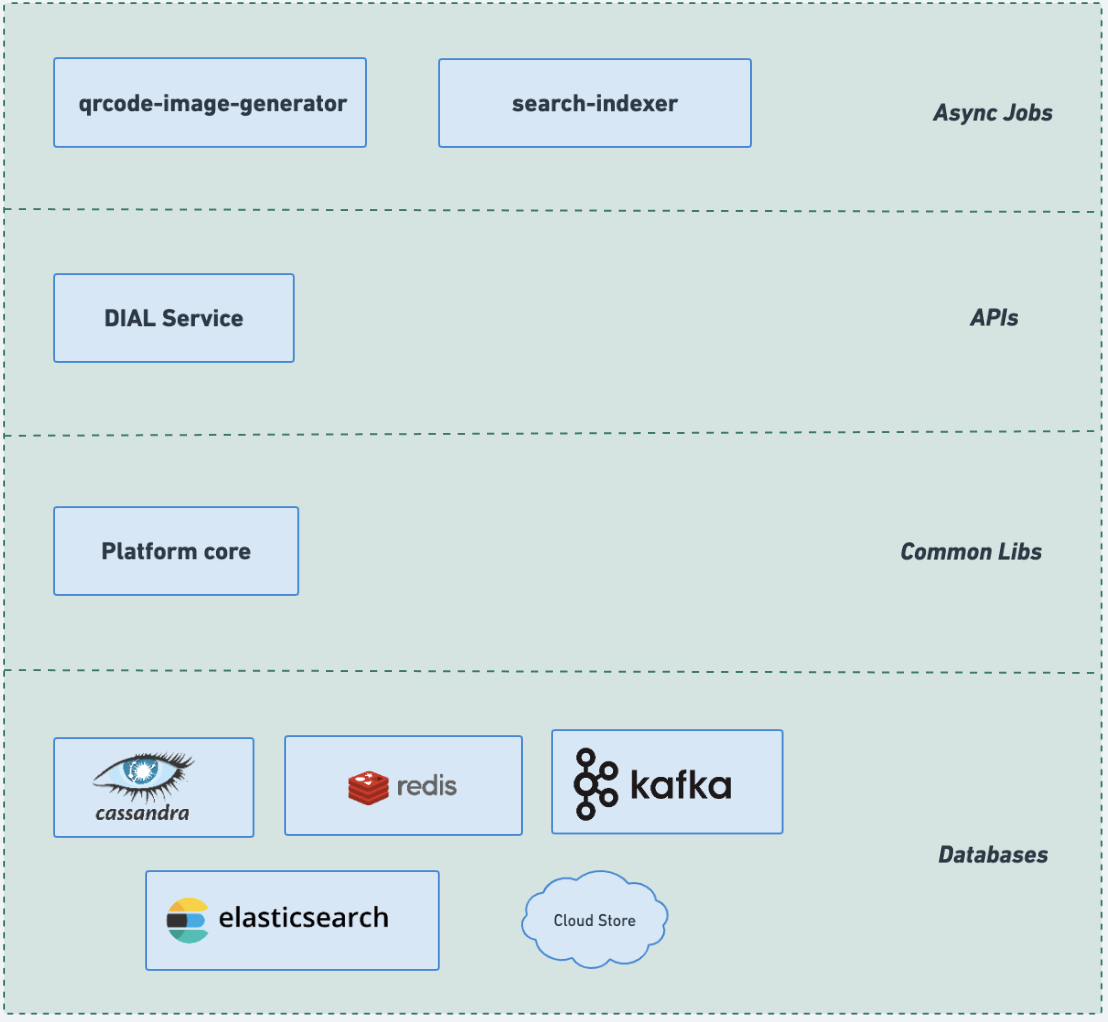 qrcode-image-generator
search-indexer
Async Jobs
DIAL Service
APIs
Platform core
Common Libs
cassandra
redis
kafka
Databases
elasticsearch
Cloud Store